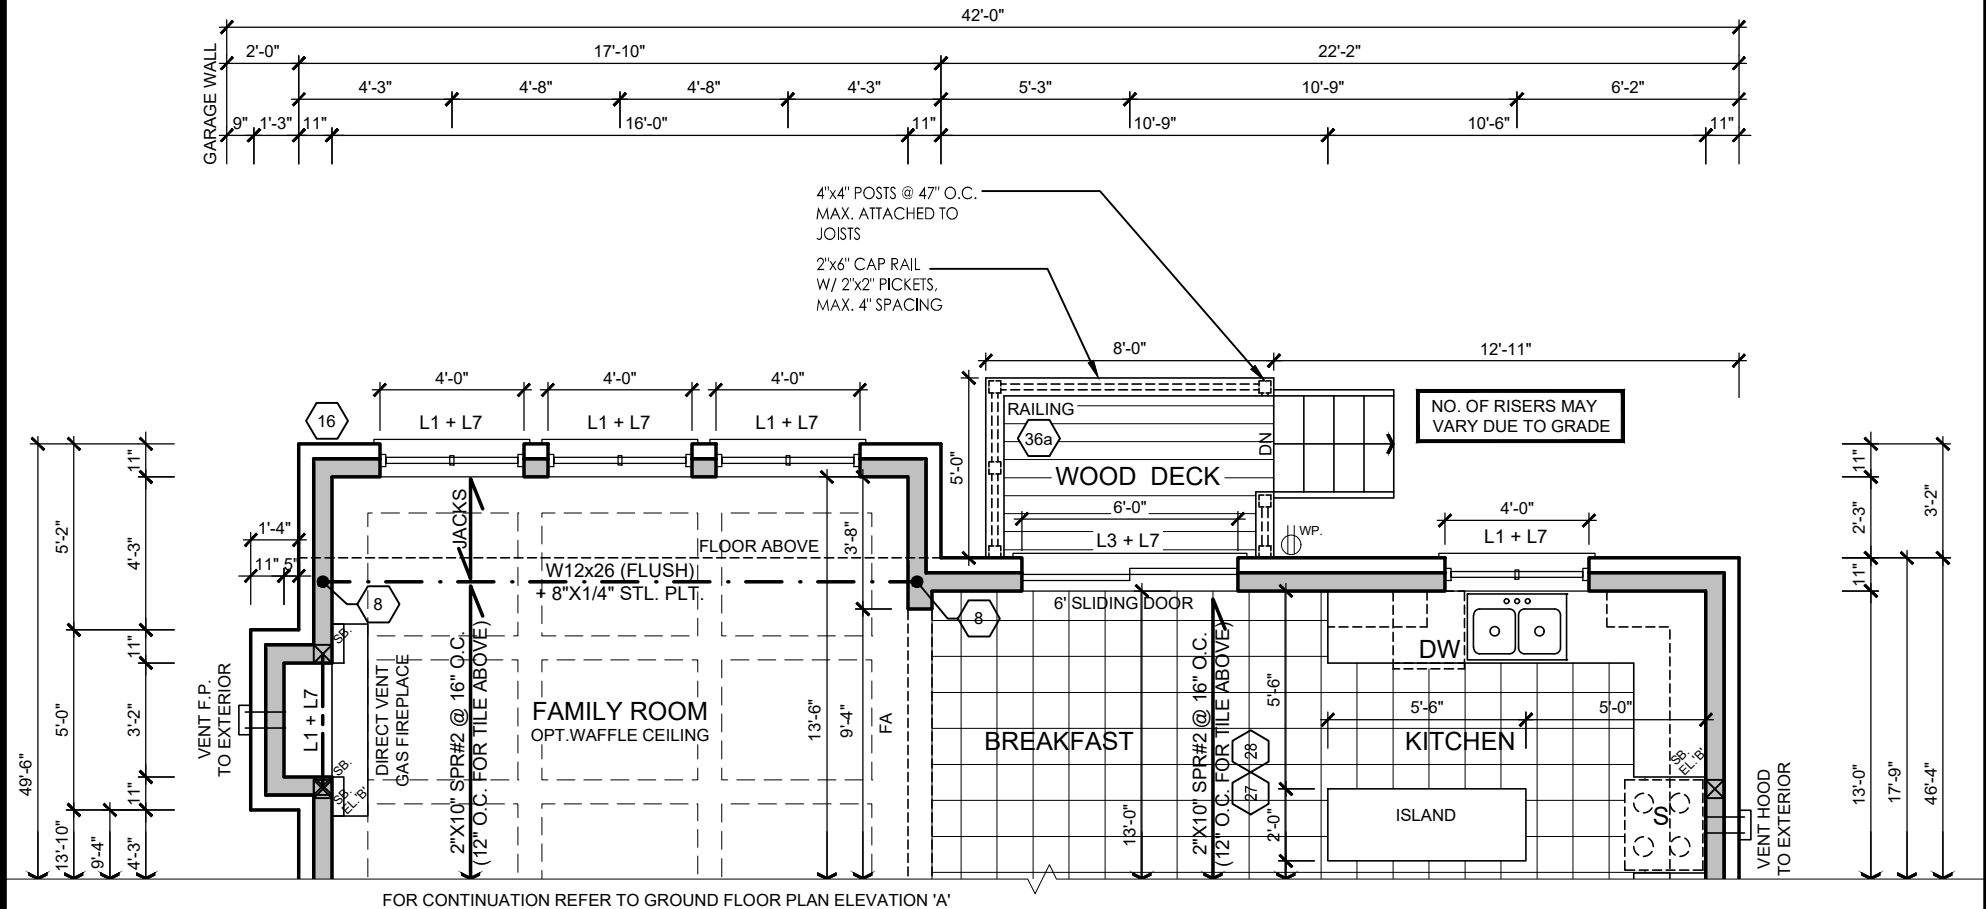 42'-0"
2'-0"
17'-10"
22'-2"
4'-3"
4'-8"
4'-8"
4'-3"
5'-3"
10'-9"
6'-2"
9"
1'-3"
11"
16'-0"
11"
10'-9"
10'-6"
11"
GARAGE WALL
4"x4" POSTS @ 47" O.C.
MAX. ATTACHED TO
JOISTS
2"x6" CAP RAIL
W/ 2"x2" PICKETS,
MAX. 4" SPACING
8'-0"
12'-11"
4'-0"
4'-0"
4'-0"
16
L1 + L7
L1 + L7
L1 + L7
RAILING
36a
DN
WOOD DECK
5'-0"
NO. OF RISERS MAY
VARY DUE TO GRADE
6'-0"
L3 + L7
WP.
4'-0"
L1 + L7
11"
5'-2"
4'-3"
1'-4"
11"
5"
JACKS
FLOOR ABOVE
3'-8"
W12x26 (FLUSH)
+ 8"X1/4" STL. PLT.
8
8
6' SLIDING DOOR
11"
2'-3"
3'-2"
11"
SB.
11"
5'-0"
3'-2"
11"
49'-6"
13'-10"
9'-4"
4'-3"
VENT F.P.
TO EXTERIOR
L1 + L7
SB.
SB.
EL.'B'
DIRECT VENT
GAS FIREPLACE
2"X10" SPR#2 @ 16" O.C.
(12" O.C. FOR TILE ABOVE)
FAMILY ROOM
OPT.WAFFLE CEILING
13'-6"
9'-4"
FA
BREAKFAST
13'-0"
2"X10" SPR#2 @ 16" O.C.
(12" O.C. FOR TILE ABOVE)
28
27
5'-6"
2'-0"
DW
5'-6"
5'-0"
KITCHEN
SB.
EL.'B'
ISLAND
S
VENT HOOD
TO EXTERIOR
13'-0"
17'-9"
46'-4"
FOR CONTINUATION REFER TO GROUND FLOOR PLAN ELEVATION 'A'